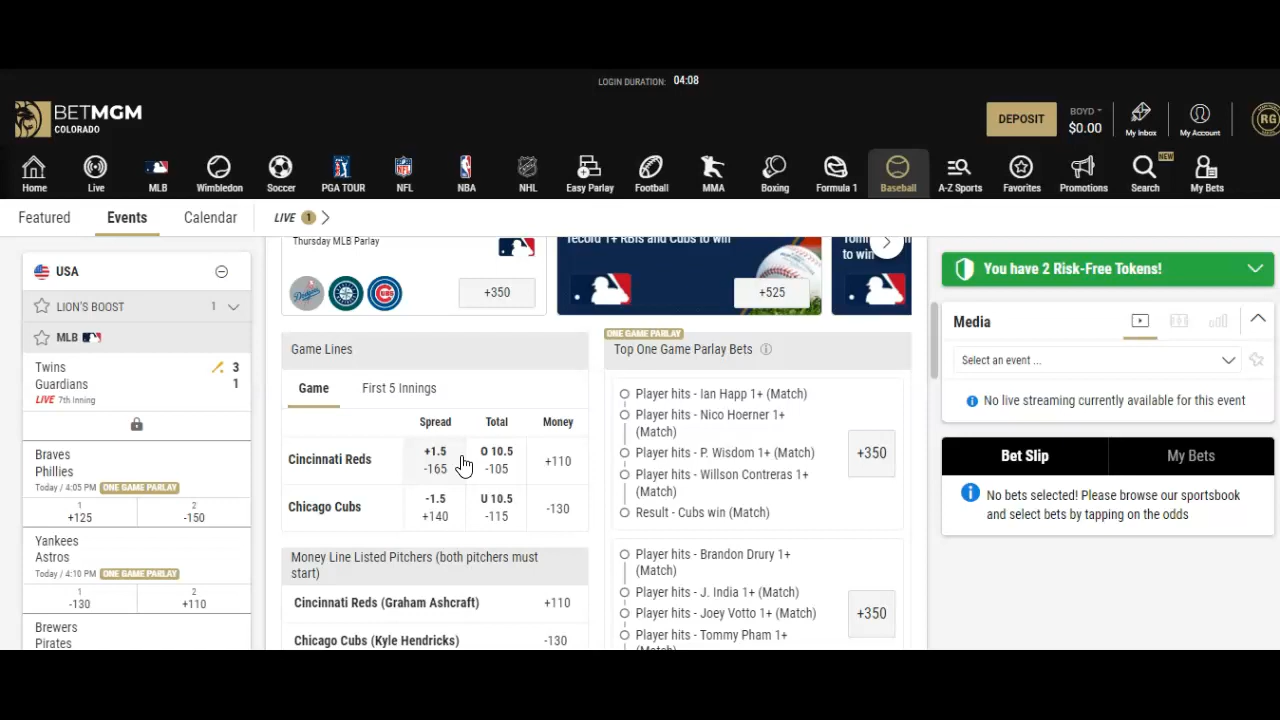 LOGIN DURATION: 04:08
BETMGM
COLORADO
DEPOSIT
BOYD
$0.00
My Inbox
My Account
RG
Home
Live
MLB
Wimbledon
Soccer
PGA TOUR
NFL
NBA
NHL
Easy Parlay
Football
MMA
Boxing
Formula 1
Baseball
A-Z Sports
Favorites
Promotions
Search
NEW
My Bets
Featured
Events
Calendar
LIVE 1
USA
LION'S BOOST 1
MLB
Twins 3
Guardians 1
LIVE 7th Inning
Braves
Phillies
Today / 4:05 PM ONE GAME PARLAY
1 2
+125 -150
Yankees
Astros
Today / 4:10 PM ONE GAME PARLAY
1 2
-130 +110
Brewers
Pirates
Thursday MLB Parlay
Dodgers
+350
record 1+ RBIs and Cubs to win
+525
to win
Game Lines
Game First 5 Innings
Spread Total Money
Cincinnati Reds +1.5 -165 O 10.5 -105 +110
Chicago Cubs -1.5 +140 U 10.5 -115 -130
Money Line Listed Pitchers (both pitchers must
start)
Cincinnati Reds (Graham Ashcraft) +110
Chicago Cubs (Kyle Hendricks) -130
ONE GAME PARLAY
Top One Game Parlay Bets
Player hits - Ian Happ 1+ (Match)
Player hits - Nico Hoerner 1+
(Match)
Player hits - P. Wisdom 1+ (Match)
Player hits - Willson Contreras 1+
(Match)
Result - Cubs win (Match)
+350
Player hits - Brandon Drury 1+
(Match)
Player hits - J. India 1+ (Match)
Player hits - Joey Votto 1+ (Match)
Player hits - Tommy Pham 1+
+350
You have 2 Risk-Free Tokens!
Media
Select an event ...
No live streaming currently available for this event
Bet Slip
My Bets
No bets selected! Please browse our sportsbook
and select bets by tapping on the odds